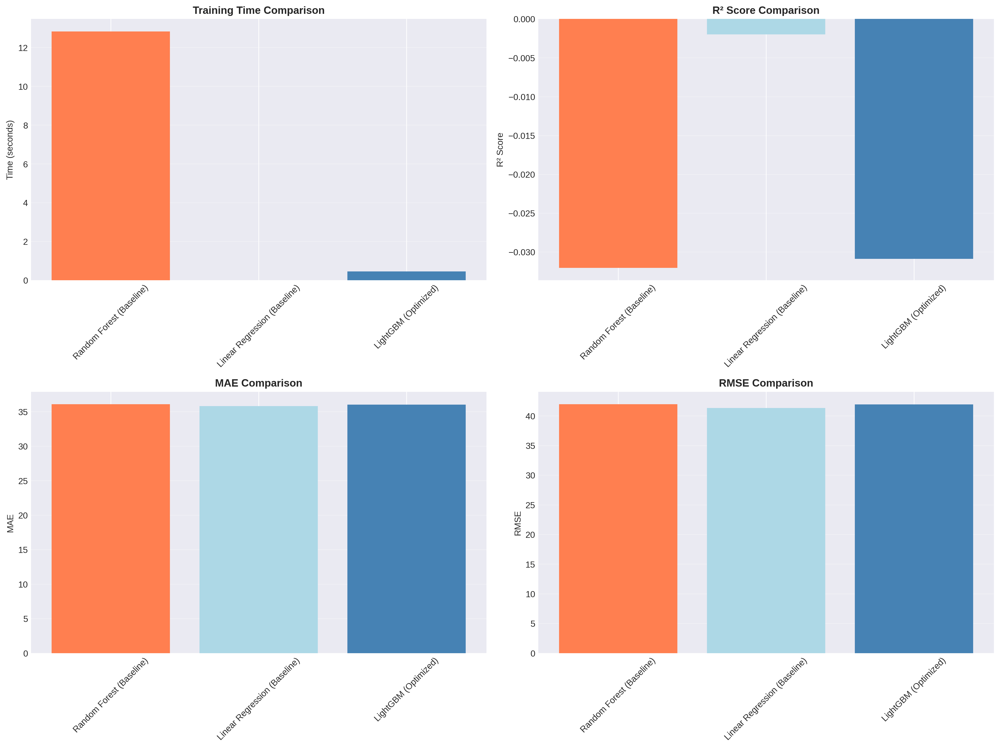 Training Time Comparison
Time (seconds)
12
10
8
6
4
2
0
Random Forest (Baseline)
Linear Regression (Baseline)
LightGBM (Optimized)
R² Score Comparison
R² Score
0.000
−0.005
−0.010
−0.015
−0.020
−0.025
−0.030
Random Forest (Baseline)
Linear Regression (Baseline)
LightGBM (Optimized)
MAE Comparison
MAE
35
30
25
20
15
10
5
0
Random Forest (Baseline)
Linear Regression (Baseline)
LightGBM (Optimized)
RMSE Comparison
RMSE
40
35
30
25
20
15
10
5
0
Random Forest (Baseline)
Linear Regression (Baseline)
LightGBM (Optimized)